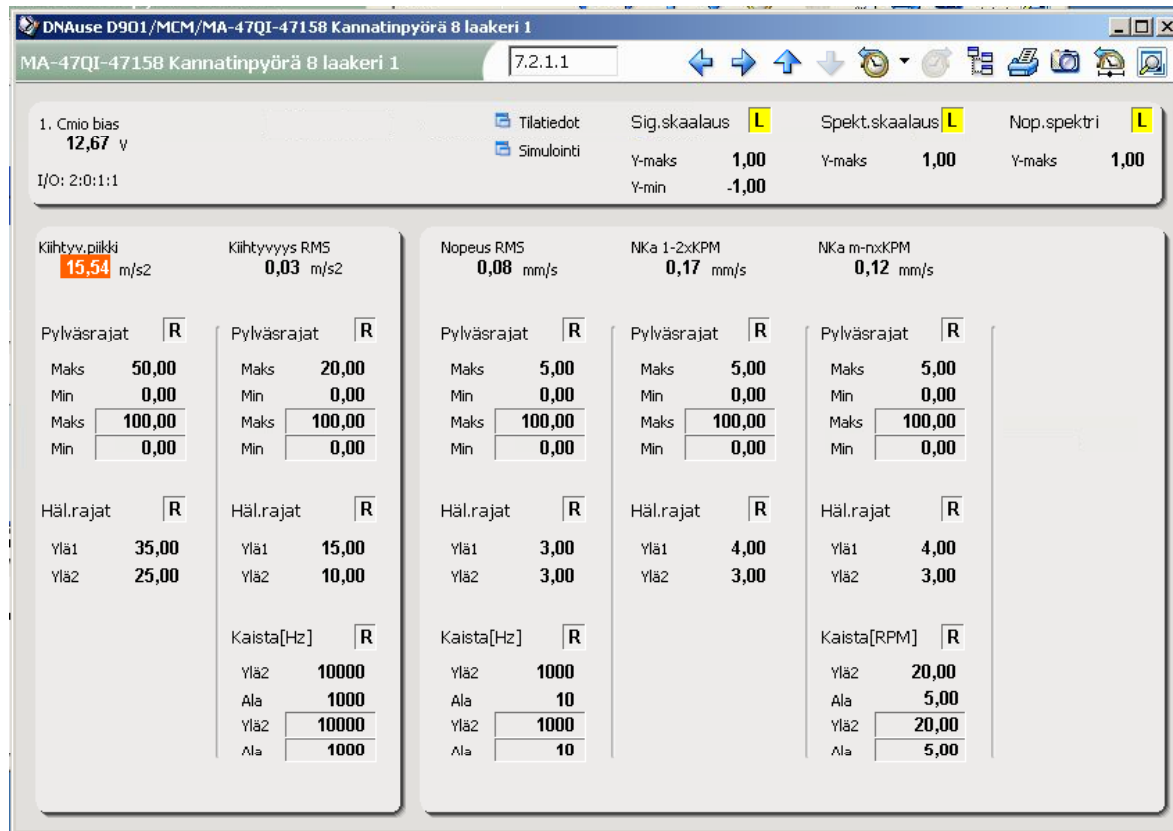 DNAuse D901/MCM/MA-47QI-47158 Kannatinpyörä 8 laakeri 1
MA-47QI-47158 Kannatinpyörä 8 laakeri 1
7.2.1.1
1. Cmio bias
12,67 V
I/O: 2:0:1:1
Tilatiedot
Simulointi
Sig.skaalaus L
Y-maks 1,00
Y-min -1,00
Spekt.skaalaus L
Y-maks 1,00
Nop.spektri L
Y-maks 1,00
Kiihtyv.piikki
15,54 m/s2
Pylväsrajat R
Maks 50,00
Min 0,00
Maks 100,00
Min 0,00
Häl.rajat R
Ylä1 35,00
Ylä2 25,00
Kiihtyvyys RMS
0,03 m/s2
Pylväsrajat R
Maks 20,00
Min 0,00
Maks 100,00
Min 0,00
Häl.rajat R
Ylä1 15,00
Ylä2 10,00
Kaista[Hz] R
Ylä2 10000
Ala 1000
Ylä2 10000
Ala 1000
Nopeus RMS
0,08 mm/s
Pylväsrajat R
Maks 5,00
Min 0,00
Maks 100,00
Min 0,00
Häl.rajat R
Ylä1 3,00
Ylä2 3,00
Kaista[Hz] R
Ylä2 1000
Ala 10
Ylä2 1000
Ala 10
NKa 1-2xKPM
0,17 mm/s
Pylväsrajat R
Maks 5,00
Min 0,00
Maks 100,00
Min 0,00
Häl.rajat R
Ylä1 4,00
Ylä2 3,00
NKa m-nxKPM
0,12 mm/s
Pylväsrajat R
Maks 5,00
Min 0,00
Maks 100,00
Min 0,00
Häl.rajat R
Ylä1 4,00
Ylä2 3,00
Kaista[RPM] R
Ylä2 20,00
Ala 5,00
Ylä2 20,00
Ala 5,00